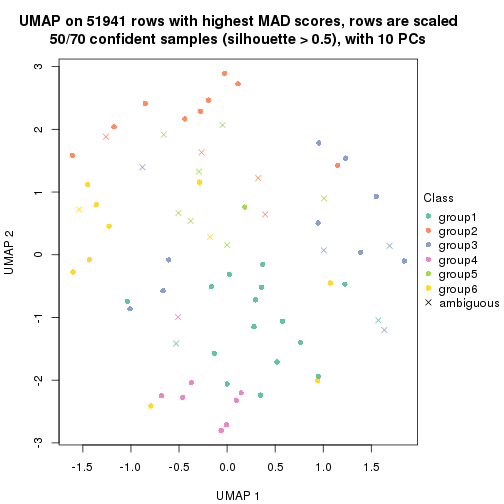 UMAP on 51941 rows with highest MAD scores, rows are scaled
50/70 confident samples (silhouette > 0.5), with 10 PCs
3
2
1
0
-1
-2
-3
UMAP 2
-1.5
-1.0
-0.5
0.0
0.5
1.0
1.5
UMAP 1
Class
group1
group2
group3
group4
group5
group6
ambiguous